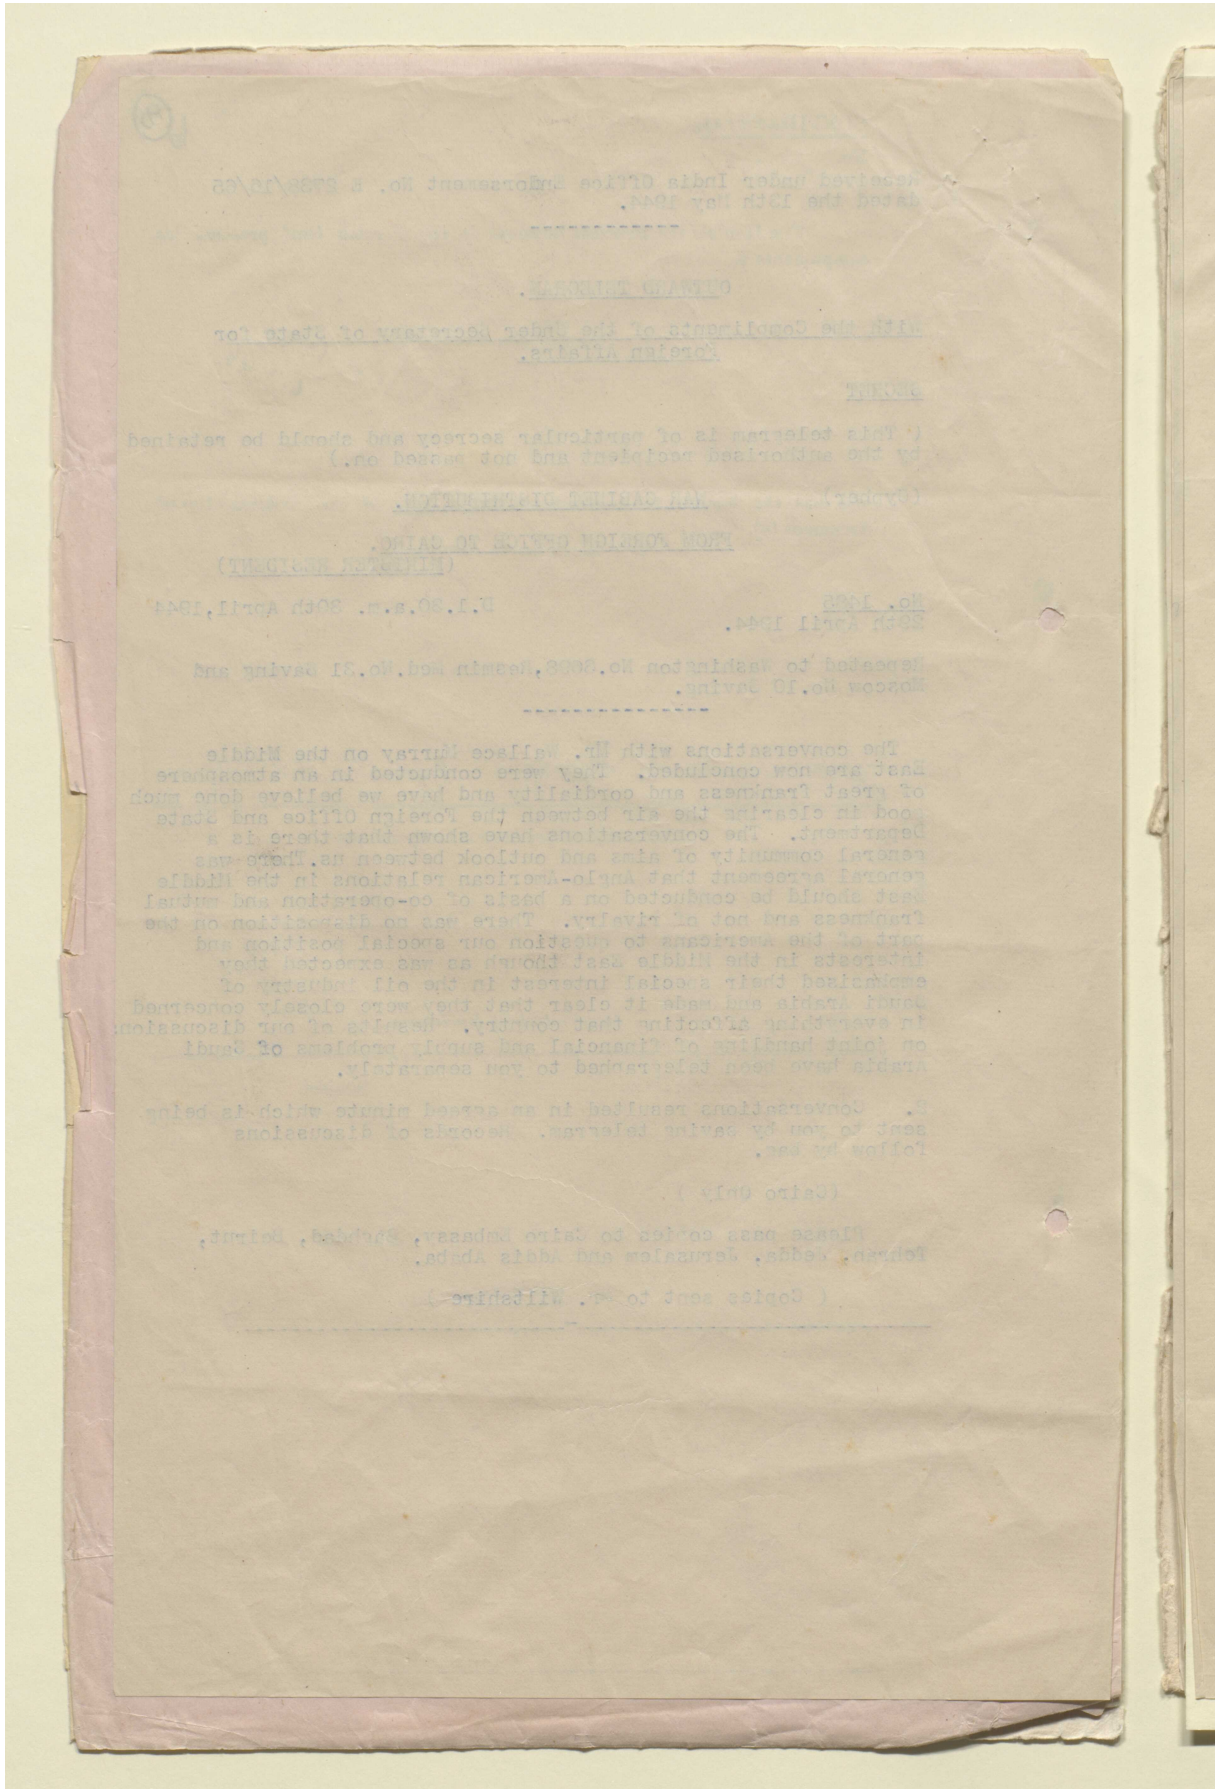 Received under India Office Endorsement No. E
dated the 13th May 1944.
OUTWARD TELEGRAM.
With the Compliments of the Under Secretary of State for
Foreign Affairs.
SECRET
( This telegram is of particular secrecy and should be retained
by the authorised recipient and not passed on.)
(Cypher). WAR CABINET DISTRIBUTION.
FROM FOREIGN OFFICE TO CAIRO.
(MINISTER RESIDENT)
No.
29th April 1944. D.1.30.a.m. 30th April,1944
Repeated to Washington Resmin Med.No.31 Saving and
Moscow No.19 Saving.
The conversations with Mr. Wallace Murray on the Middle
East are now concluded. They were conducted in an atmosphere
of great frankness and cordiality and have we believe done much
good in clearing the air between the Foreign Office and State
Department. The conversations have shown that there is a
general community of aims and outlook between us.There was
general agreement that Anglo-American relations in the Middle
East should be conducted on a basis of co-operation and mutual
frankness and not of rivalry. There was no disposition on the
part of the Americans to question our special position and
interests in the Middle East though as was expected they
emphasised their special interest in the oil industry of
Saudi Arabia and made it clear that they were closely concerned
in everything affecting that country. Results of our discussions
on joint handling of financial and supply problems of Saudi
Arabia have been telegraphed to you separately.
2. Conversations resulted in an agreed minute which is being
sent to you by saving telegram. Records of discussions
follow by bag.
(Cairo Only )
Please pass copies to Cairo Embassy, Baghdad, Beirut,
Tehran, Jedda, Jerusalem and Addis Ababa.
( Copies sent to Mr. Wiltshire )